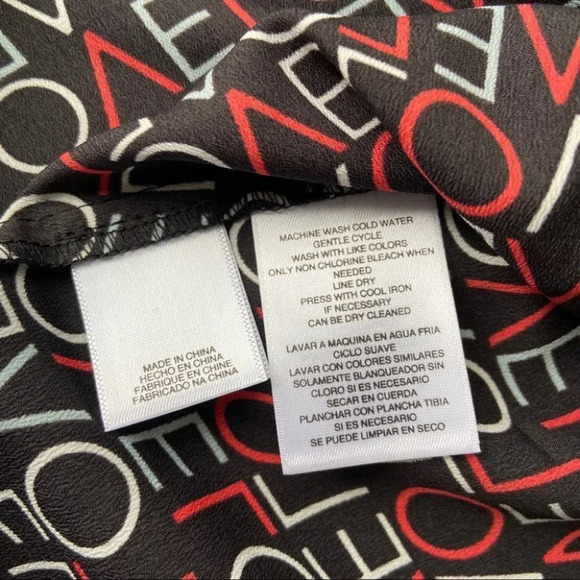 MADE IN CHINA
HECHO EN CHINA
FABRIQUE EN CHINE
FABRICADO NA CHINA
MACHINE WASH COLD WATER
GENTLE CYCLE
WASH WITH LIKE COLORS
ONLY NON CHLORINE BLEACH WHEN
NEEDED
LINE DRY
PRESS WITH COOL IRON
IF NECESSARY
CAN BE DRY CLEANED
LAVAR A MAQUINA EN AGUA FRIA
CICLO SUAVE
LAVAR CON COLORES SIMILARES
SOLAMENTE BLANQUEADOR SIN
CLORO SI ES NECESARIO
SECAR EN CUERDA
PLANCHAR CON PLANCHA TIBIA
SI ES NECESARIO
SE PUEDE LIMPIAR EN SECO